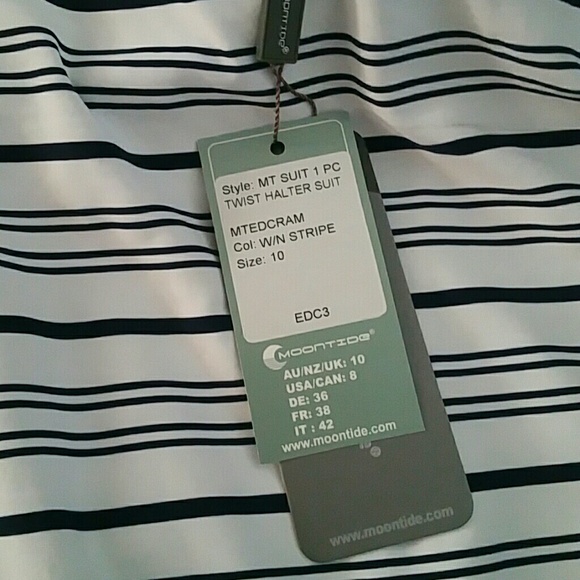 MOONTIDE
Style: MT SUIT 1 PC
TWIST HALTER SUIT
MTEDCRAM
Col: W/N STRIPE
Size: 10
EDC3
MOONTIDE®
AU/NZ/UK: 10
USA/CAN: 8
DE: 36
FR: 38
IT : 42
www.moontide.com
www.moontide.com